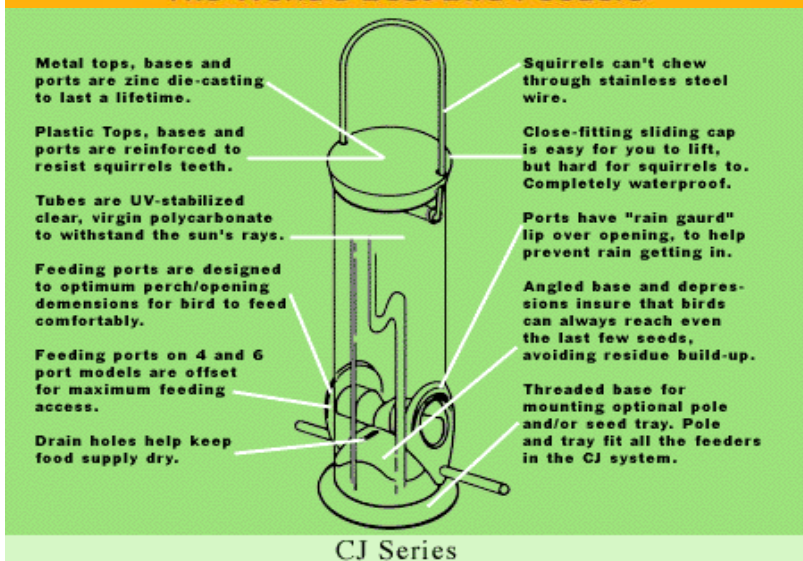 Metal tops, bases and
ports are zinc die-casting
to last a lifetime.
Plastic Tops, bases and
ports are reinforced to
resist squirrels teeth.
Tubes are UV-stabilized
clear, virgin polycarbonate
to withstand the sun's rays.
Feeding ports are designed
to optimum perch/opening
demensions for bird to feed
comfortably.
Feeding ports on 4 and 6
port models are offset
for maximum feeding
access.
Drain holes help keep
food supply dry.
Squirrels can't chew
through stainless steel
wire.
Close-fitting sliding cap
is easy for you to lift,
but hard for squirrels to.
Completely waterproof.
Ports have "rain gaurd"
lip over opening, to help
prevent rain getting in.
Angled base and depres-
sions insure that birds
can always reach even
the last few seeds,
avoiding residue build-up.
Threaded base for
mounting optional pole
and/or seed tray. Pole
and tray fit all the feeders
in the CJ system.
CJ Series